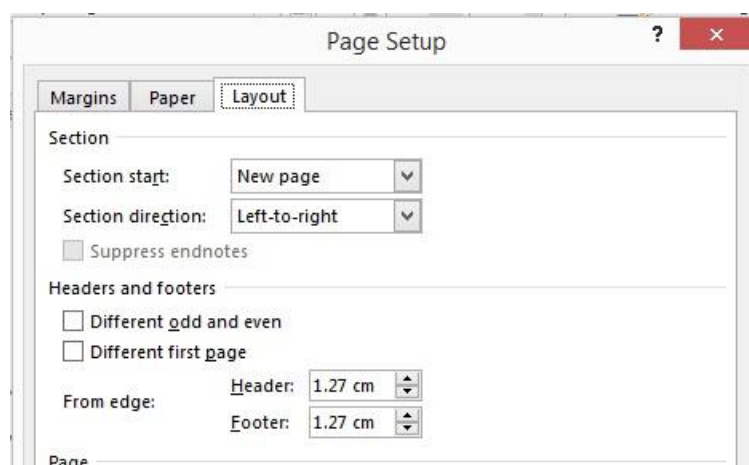 Page Setup ?
Margins Paper Layout
Section
Section start: New page
Section direction: Left-to-right
Suppress endnotes
Headers and footers
Different odd and even
Different first page
From edge:
Header: 1.27 cm
Footer: 1.27 cm
Page